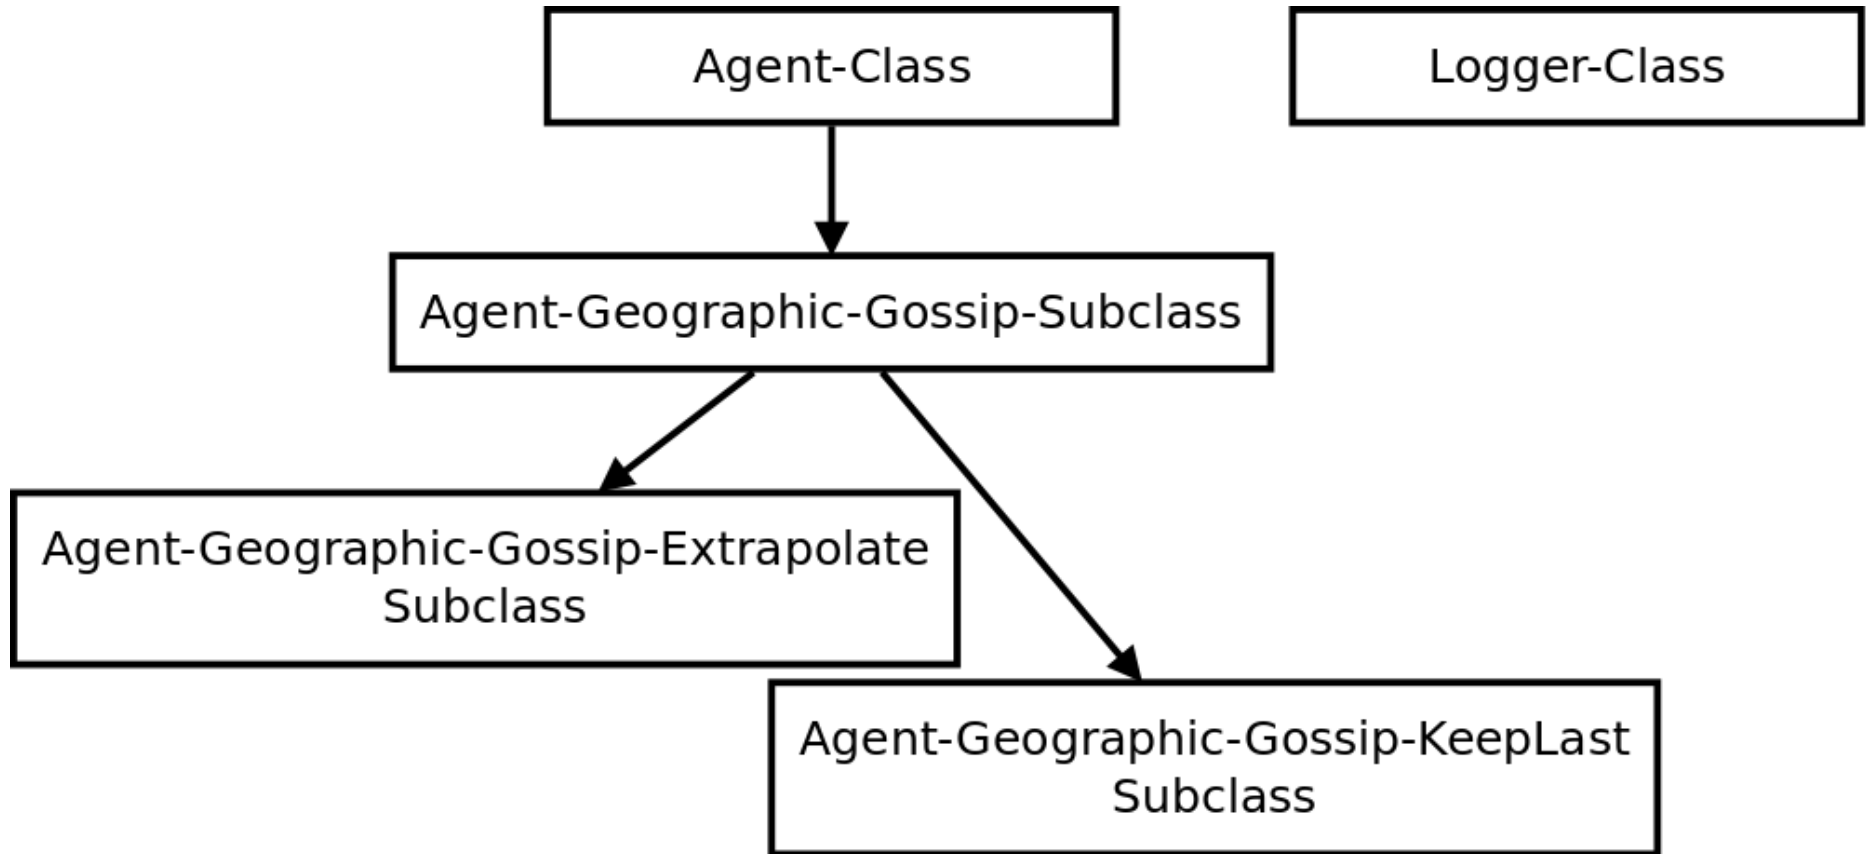 Agent-Class
Logger-Class
Agent-Geographic-Gossip-Subclass
Agent-Geographic-Gossip-Extrapolate
Subclass
Agent-Geographic-Gossip-KeepLast
Subclass